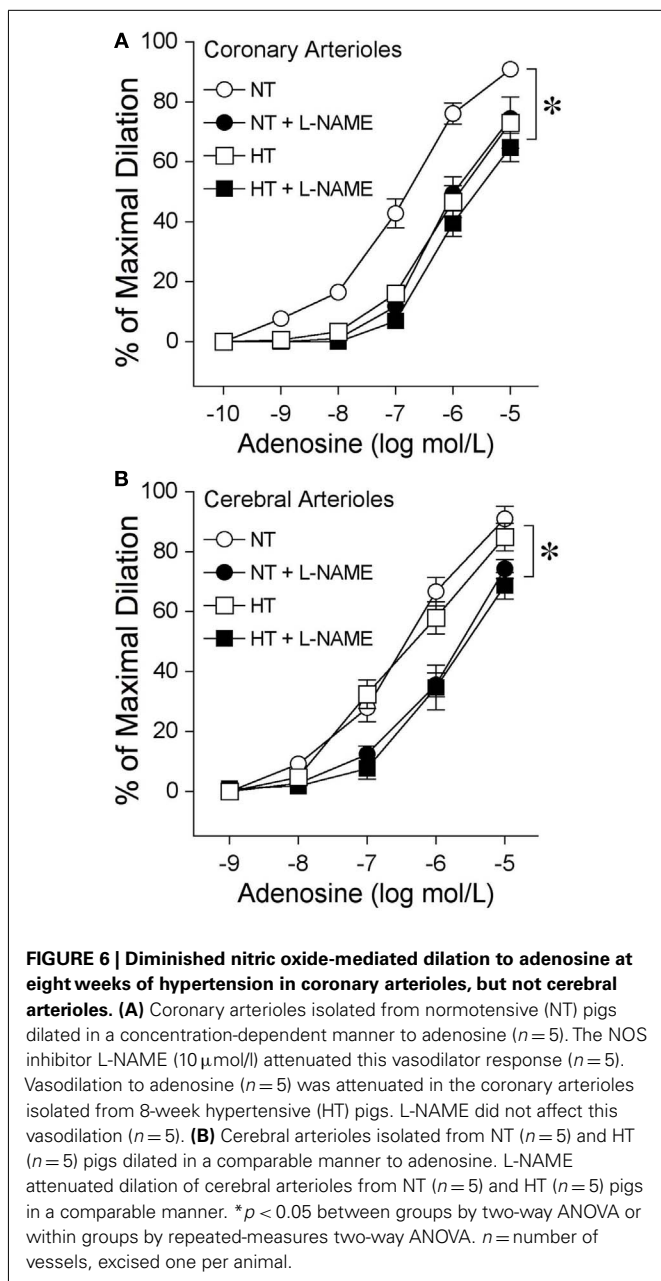 A
Coronary Arterioles
NT
NT + L-NAME
HT
HT + L-NAME
*
% of Maximal Dilation
100
80
60
40
20
0
-10 -9 -8 -7 -6 -5
Adenosine (log mol/L)
B
Cerebral Arterioles
NT
NT + L-NAME
HT
HT + L-NAME
*
% of Maximal Dilation
100
80
60
40
20
0
-9 -8 -7 -6 -5
Adenosine (log mol/L)
FIGURE 6 | Diminished nitric oxide-mediated dilation to adenosine at
eight weeks of hypertension in coronary arterioles, but not cerebral
arterioles. (A) Coronary arterioles isolated from normotensive (NT) pigs
dilated in a concentration-dependent manner to adenosine (n = 5). The NOS
inhibitor L-NAME (10 μmol/l) attenuated this vasodilator response (n = 5).
Vasodilation to adenosine (n = 5) was attenuated in the coronary arterioles
isolated from 8-week hypertensive (HT) pigs. L-NAME did not affect this
vasodilation (n = 5). (B) Cerebral arterioles isolated from NT (n = 5) and HT
(n = 5) pigs dilated in a comparable manner to adenosine. L-NAME
attenuated dilation of cerebral arterioles from NT (n = 5) and HT (n = 5) pigs
in a comparable manner. *p < 0.05 between groups by two-way ANOVA or
within groups by repeated-measures two-way ANOVA. n = number of
vessels, excised one per animal.